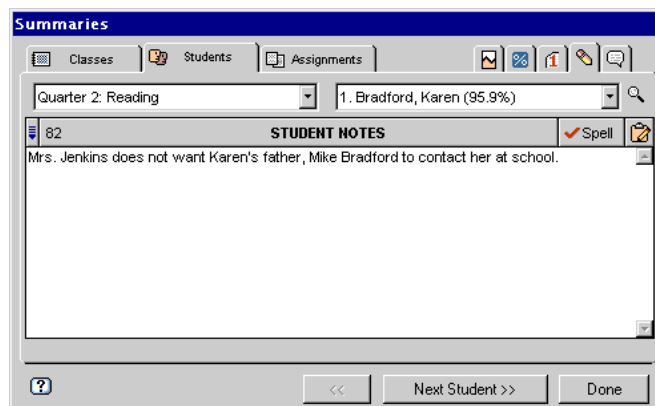 Summaries
Classes Students Assignments % 1
Quarter 2: Reading 1. Bradford, Karen (95.9%)
82 STUDENT NOTES Spell
Mrs. Jenkins does not want Karen's father, Mike Bradford to contact her at school.
? << Next Student >> Done